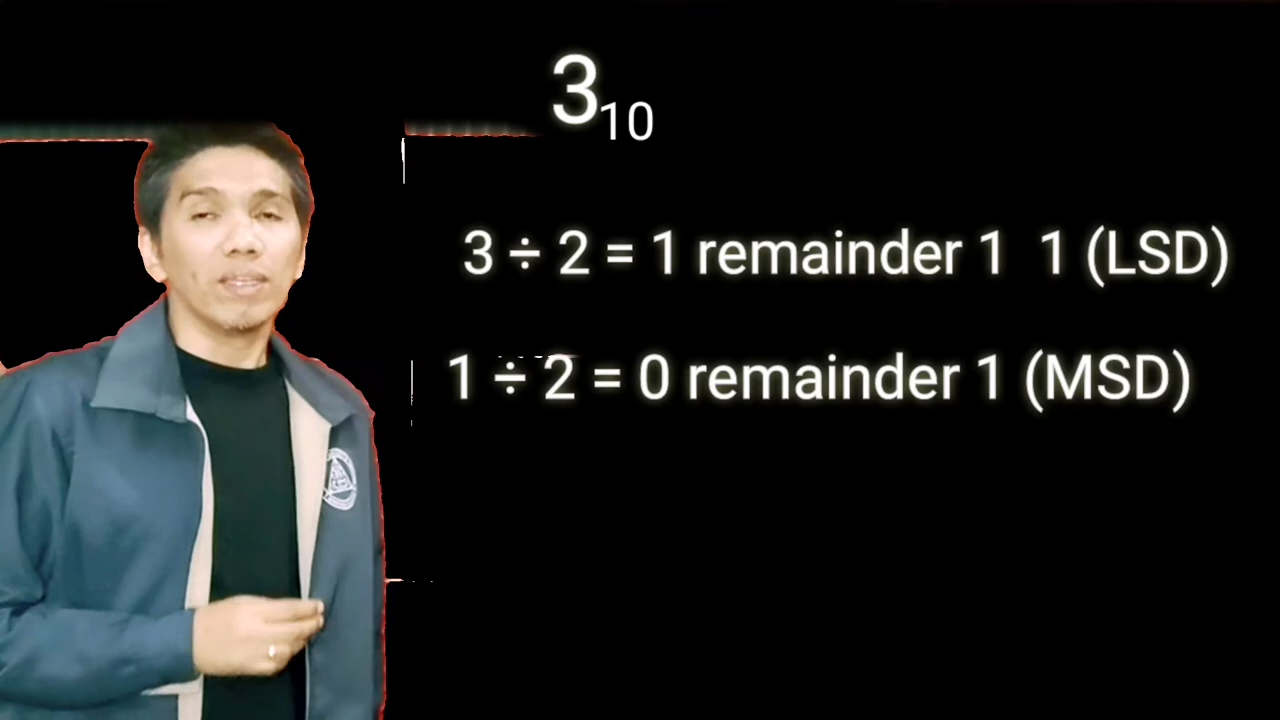 3₁₀
3 ÷ 2 = 1 remainder 1 1 (LSD)
1 ÷ 2 = 0 remainder 1 (MSD)